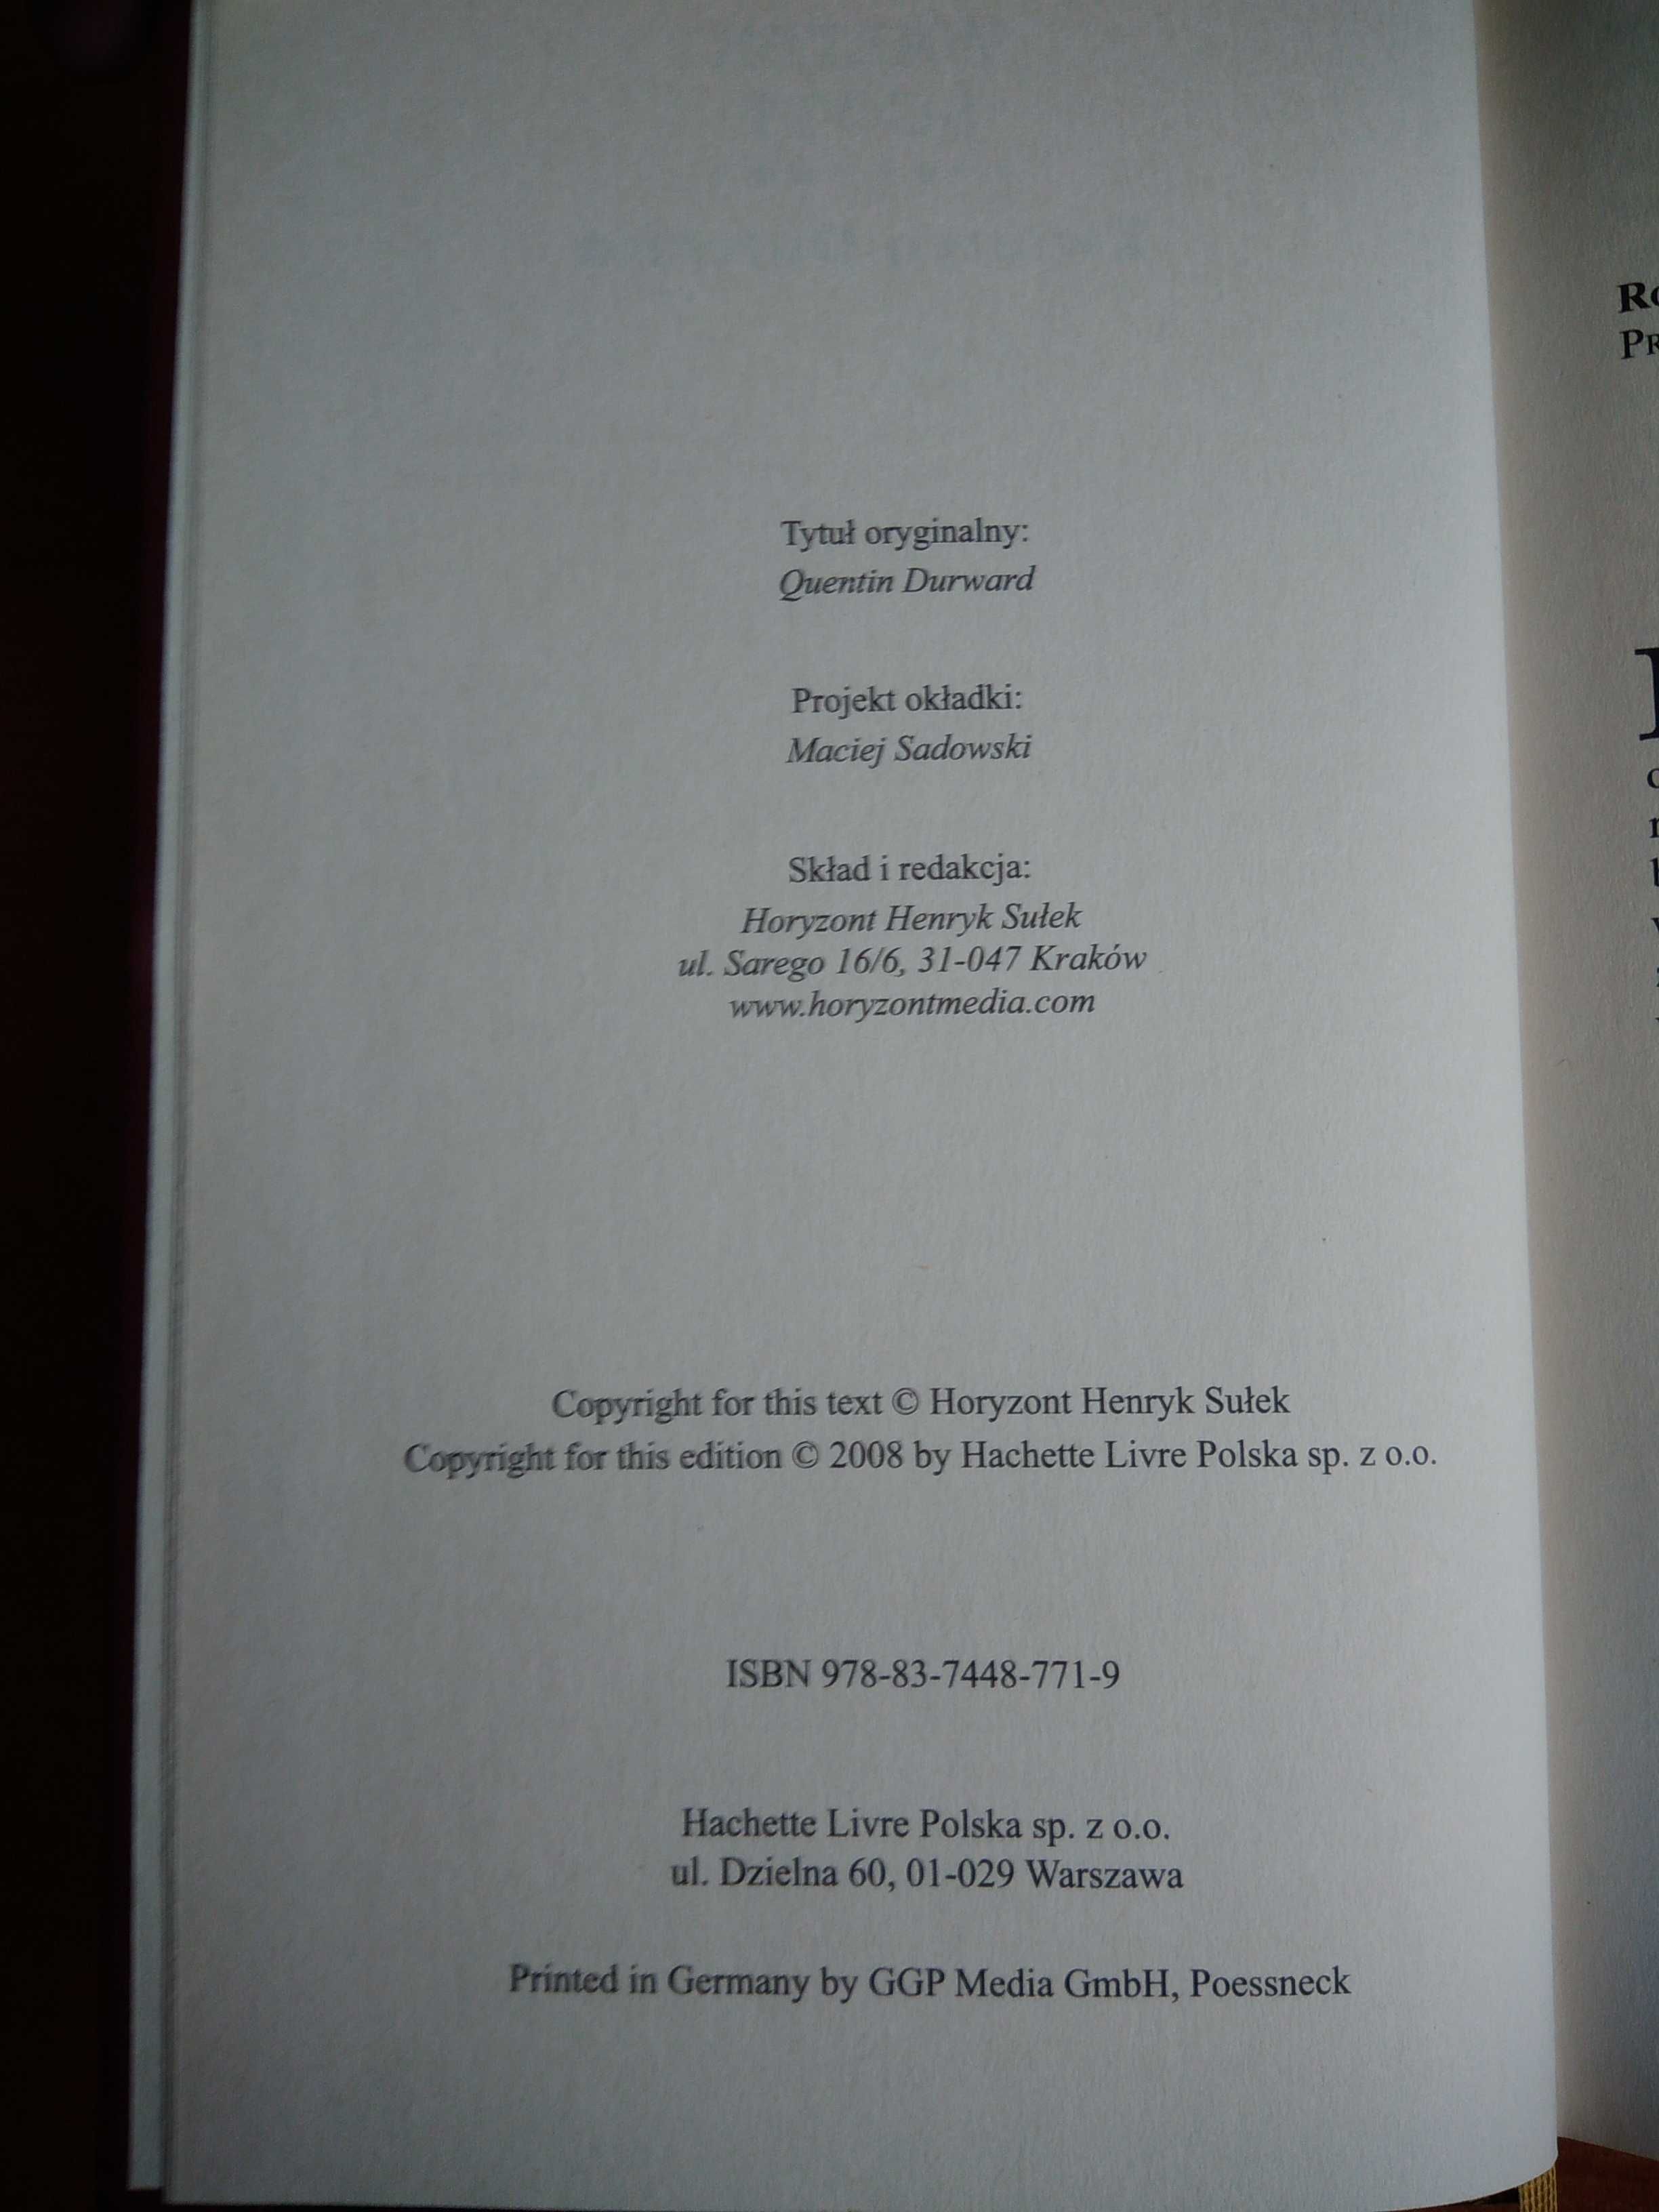 Tytuł oryginalny:
Quentin Durward
Projekt okładki:
Maciej Sadowski
Skład i redakcja:
Horyzont Henryk Sułek
ul. Sarego 16/6, 31-047 Kraków
www.horyzontmedia.com
Copyright for this text © Horyzont Henryk Sułek
Copyright for this edition © 2008 by Hachette Livre Polska sp. z o.o.
ISBN 978-83-7448-771-9
Hachette Livre Polska sp. z o.o.
ul. Dzielna 60, 01-029 Warszawa
Printed in Germany by GGP Media GmbH, Poessneck